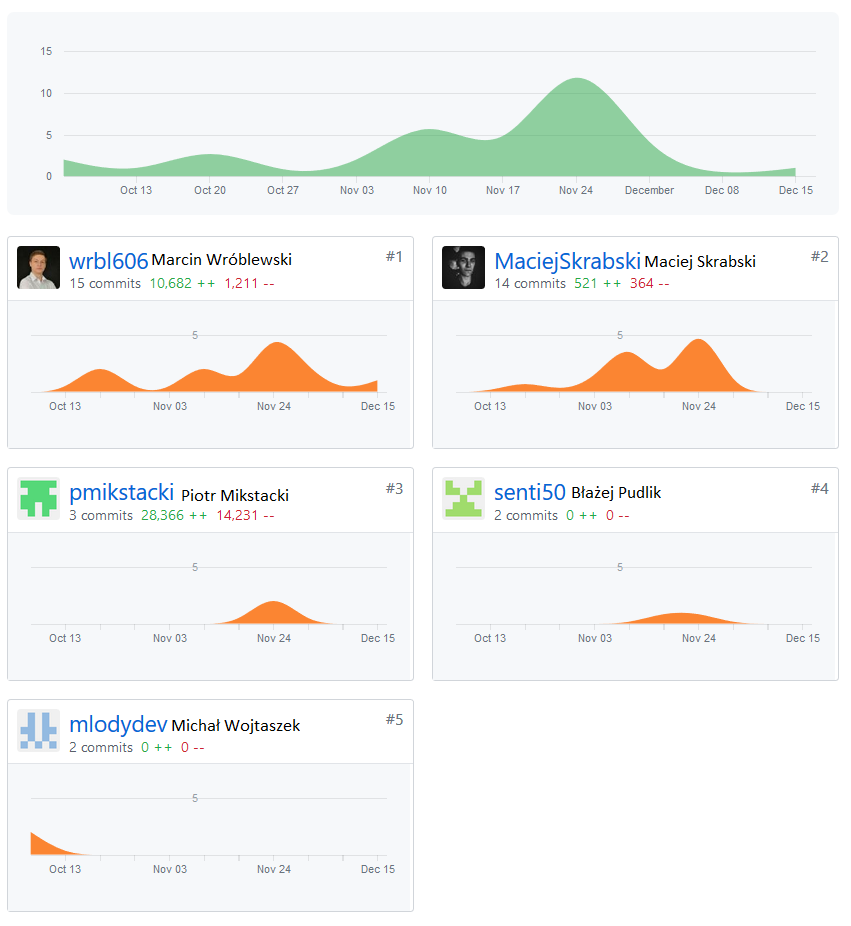 15
10
5
0
Oct 13 Oct 20 Oct 27 Nov 03 Nov 10 Nov 17 Nov 24 December Dec 08 Dec 15
wrbl606 Marcin Wróblewski #1
15 commits 10,682 ++ 1,211 --
5
Oct 13 Nov 03 Nov 24 Dec 15
MaciejSkrabski Maciej Skrabski #2
14 commits 521 ++ 364 --
5
Oct 13 Nov 03 Nov 24 Dec 15
pmikstacki Piotr Mikstacki #3
3 commits 28,366 ++ 14,231 --
5
Oct 13 Nov 03 Nov 24 Dec 15
senti50 Błażej Pudlik #4
2 commits 0 ++ 0 --
5
Oct 13 Nov 03 Nov 24 Dec 15
mlodydev Michał Wojtaszek #5
2 commits 0 ++ 0 --
5
Oct 13 Nov 03 Nov 24 Dec 15